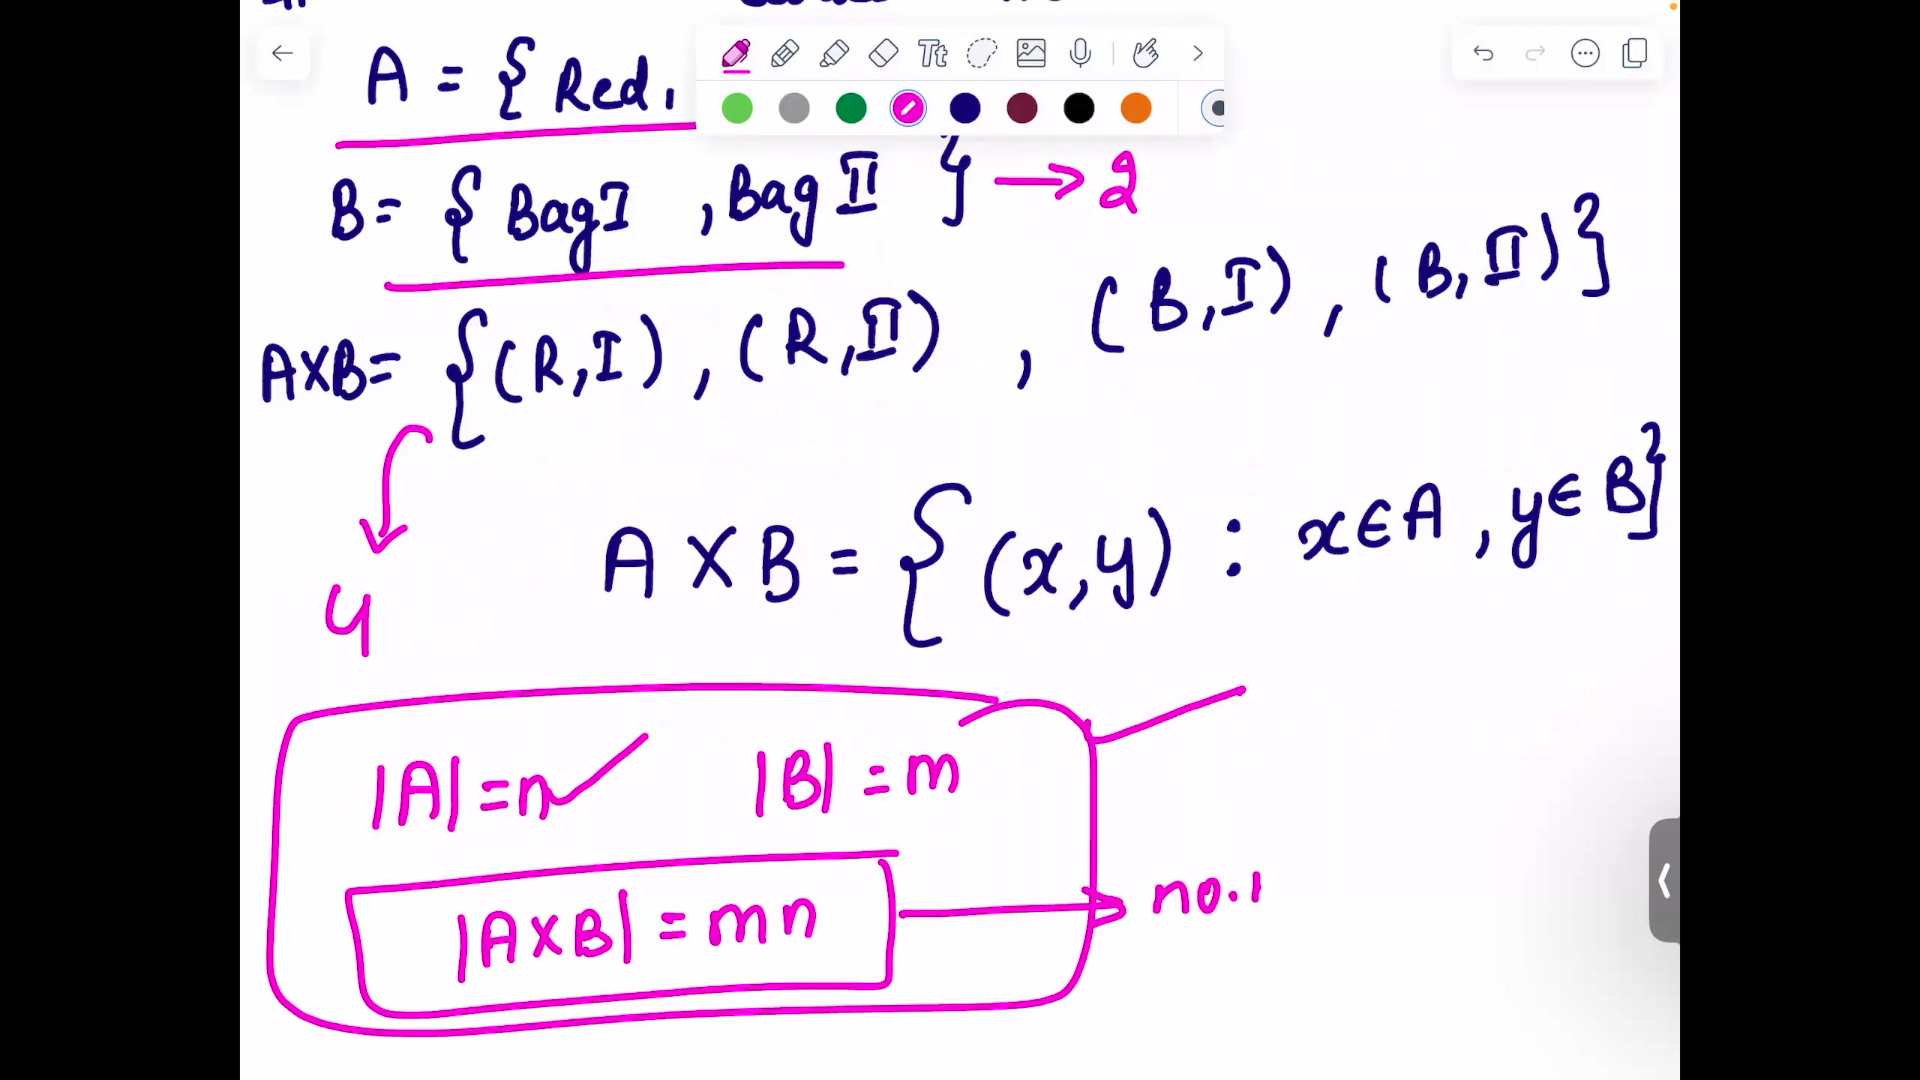 A = { Red,
B = { Bag I , Bag II } → 2
A×B = { (R,I) , (R,II) , (B,I) , (B,II) }
4
A × B = { (x,y) : x∈A , y∈B }
|A| = n |B| = m
|A×B| = mn → no.
Tt